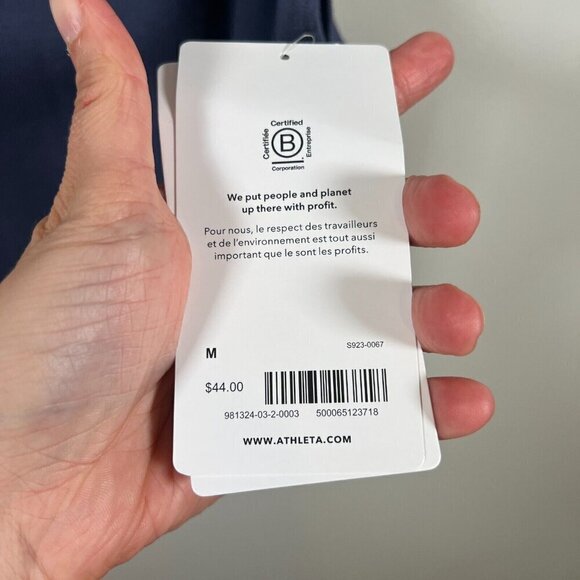 Certified
Certifiée
B
Entreprise
Corporation
We put people and planet
up there with profit.
Pour nous, le respect des travailleurs
et de l'environnement est tout aussi
important que le sont les profits.
M
S923-0067
$44.00
981324-03-2-0003 500065123718
WWW.ATHLETA.COM